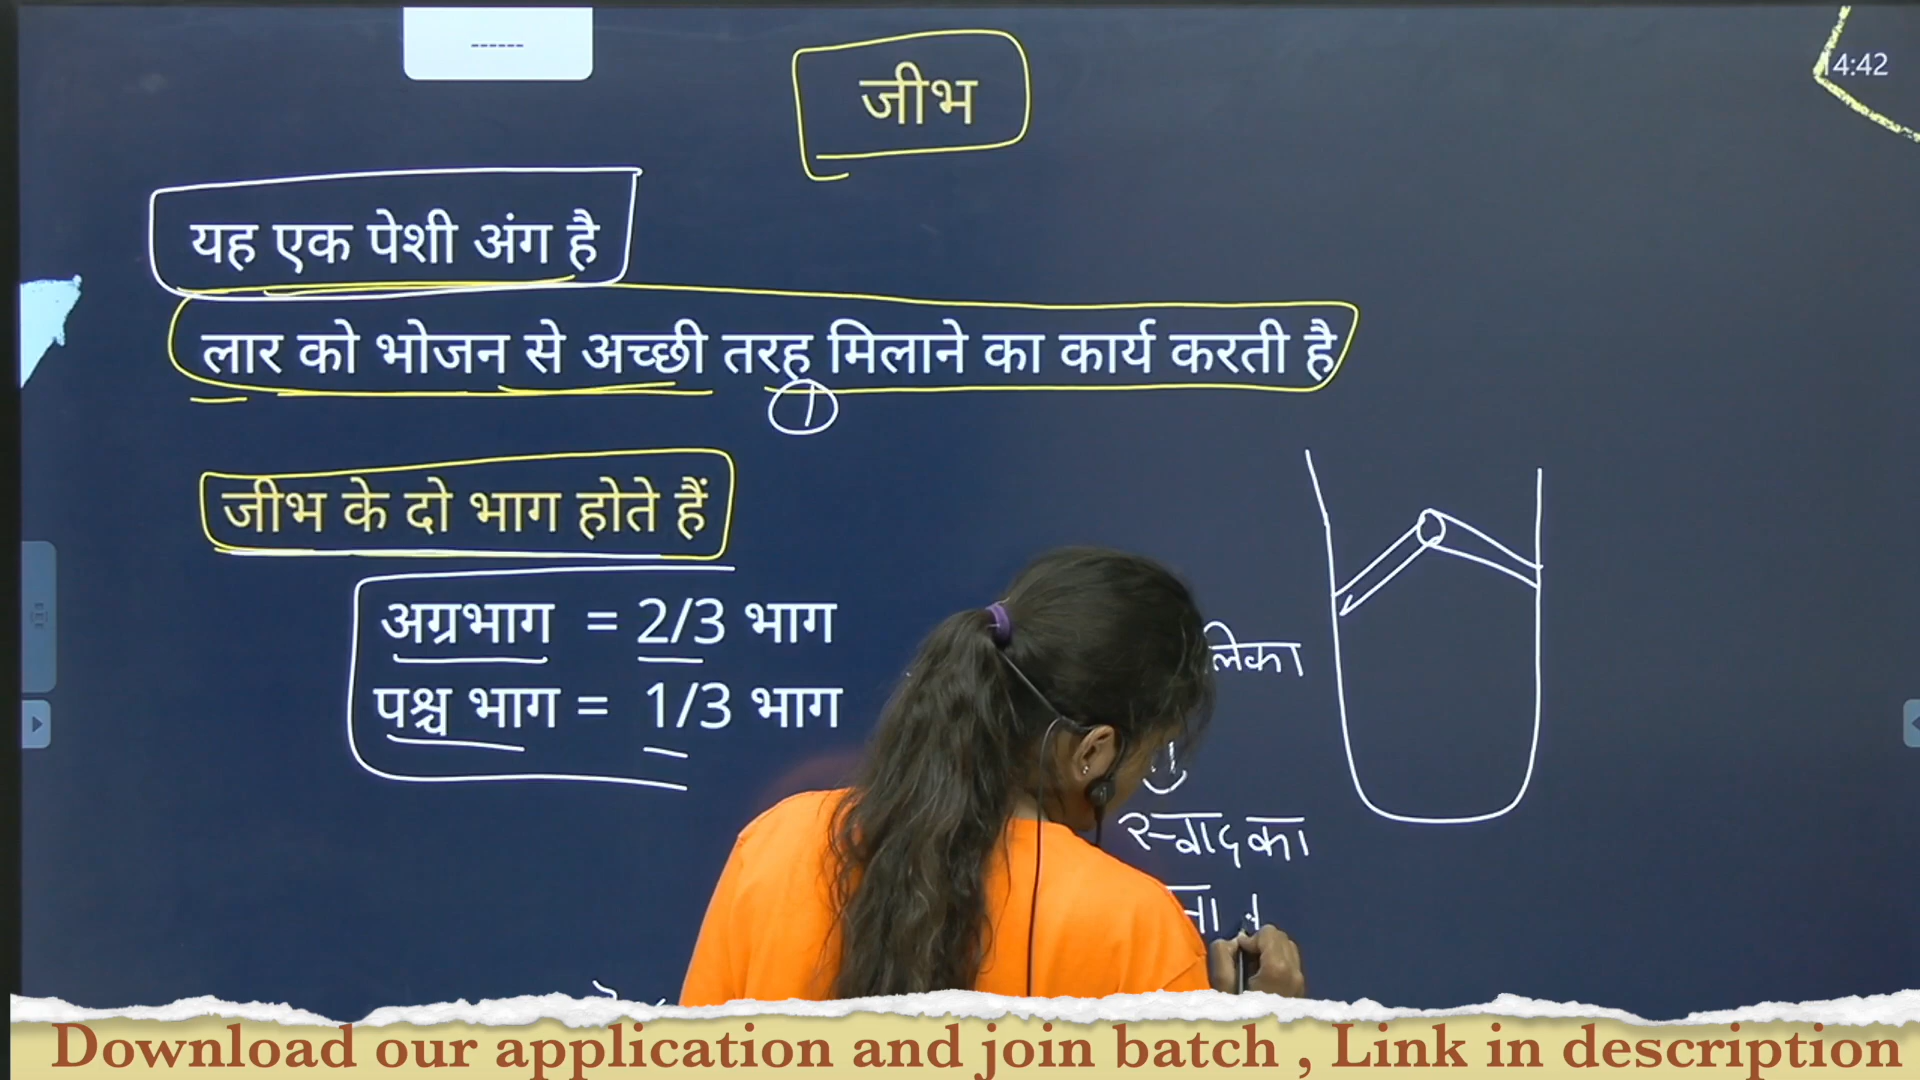 ------
4:42
जीभ
यह एक पेशी अंग है
लार को भोजन से अच्छी तरह मिलाने का कार्य करती है
1
जीभ के दो भाग होते हैं
अग्रभाग = 2/3 भाग
पश्च भाग = 1/3 भाग
लिका
स्वाद का
Download our application and join batch , Link in description